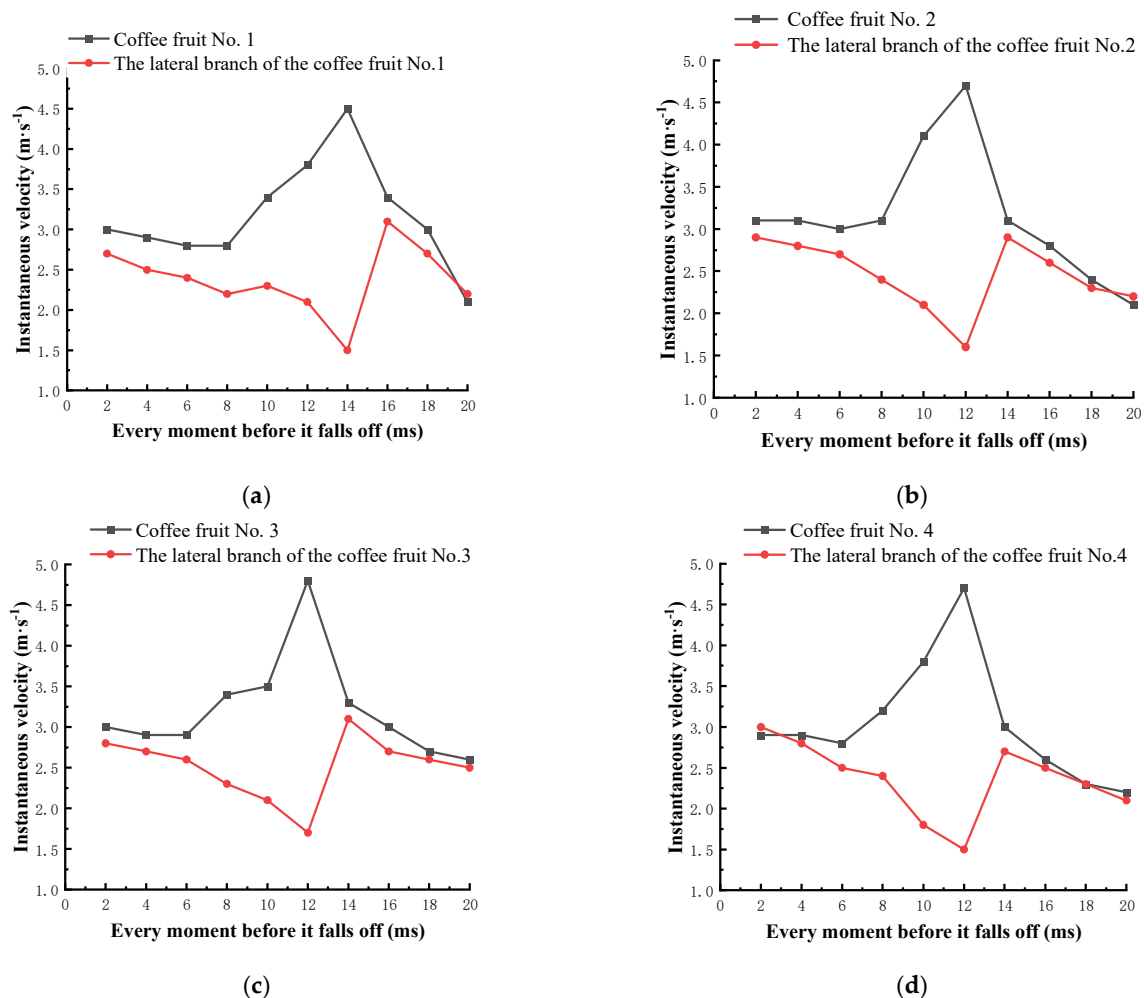 Coffee fruit No. 1
The lateral branch of the coffee fruit No.1
5.0
4.5
4.0
3.5
3.0
2.5
2.0
1.5
1.0
Instantaneous velocity (m·s-1)
0 2 4 6 8 10 12 14 16 18 20
Every moment before it falls off (ms)
(a)
Coffee fruit No. 2
The lateral branch of the coffee fruit No.2
5.0
4.5
4.0
3.5
3.0
2.5
2.0
1.5
1.0
Instantaneous velocity (m·s-1)
0 2 4 6 8 10 12 14 16 18 20
Every moment before it falls off (ms)
(b)
Coffee fruit No. 3
The lateral branch of the coffee fruit No.3
5.0
4.5
4.0
3.5
3.0
2.5
2.0
1.5
1.0
Instantaneous velocity (m·s-1)
0 2 4 6 8 10 12 14 16 18 20
Every moment before it falls off (ms)
(c)
Coffee fruit No. 4
The lateral branch of the coffee fruit No.4
5.0
4.5
4.0
3.5
3.0
2.5
2.0
1.5
1.0
Instantaneous velocity (m·s-1)
0 2 4 6 8 10 12 14 16 18 20
Every moment before it falls off (ms)
(d)